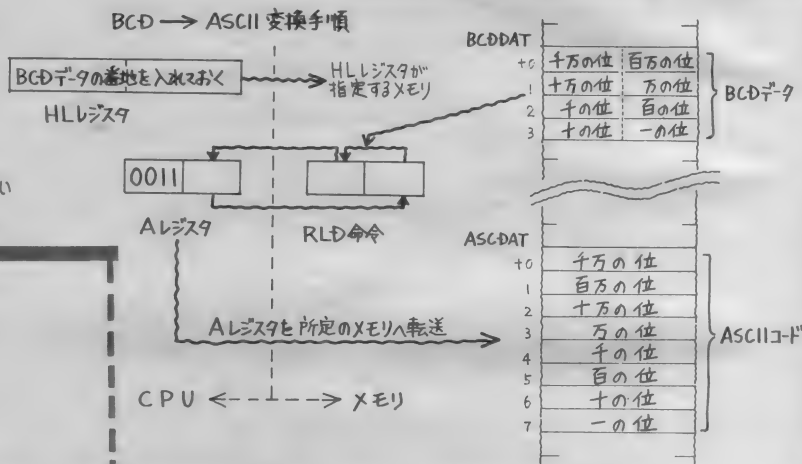 BCD → ASCII 変換手順
BCDデータの番地を入れておく
HLレジスタ
HLレジスタが
指定するメモリ
0011
Aレジスタ
RLD命令
Aレジスタを所定のメモリへ転送
CPU ← → メモリ
い
BCDDAT
+0 千万の位 百万の位
1 十万の位 万の位
2 千の位 百の位
3 十の位 一の位
BCDデータ
ASCDAT
+0 千万の位
1 百万の位
2 十万の位
3 万の位
4 千の位
5 百の位
6 十の位
7 一の位
ASCIIコード